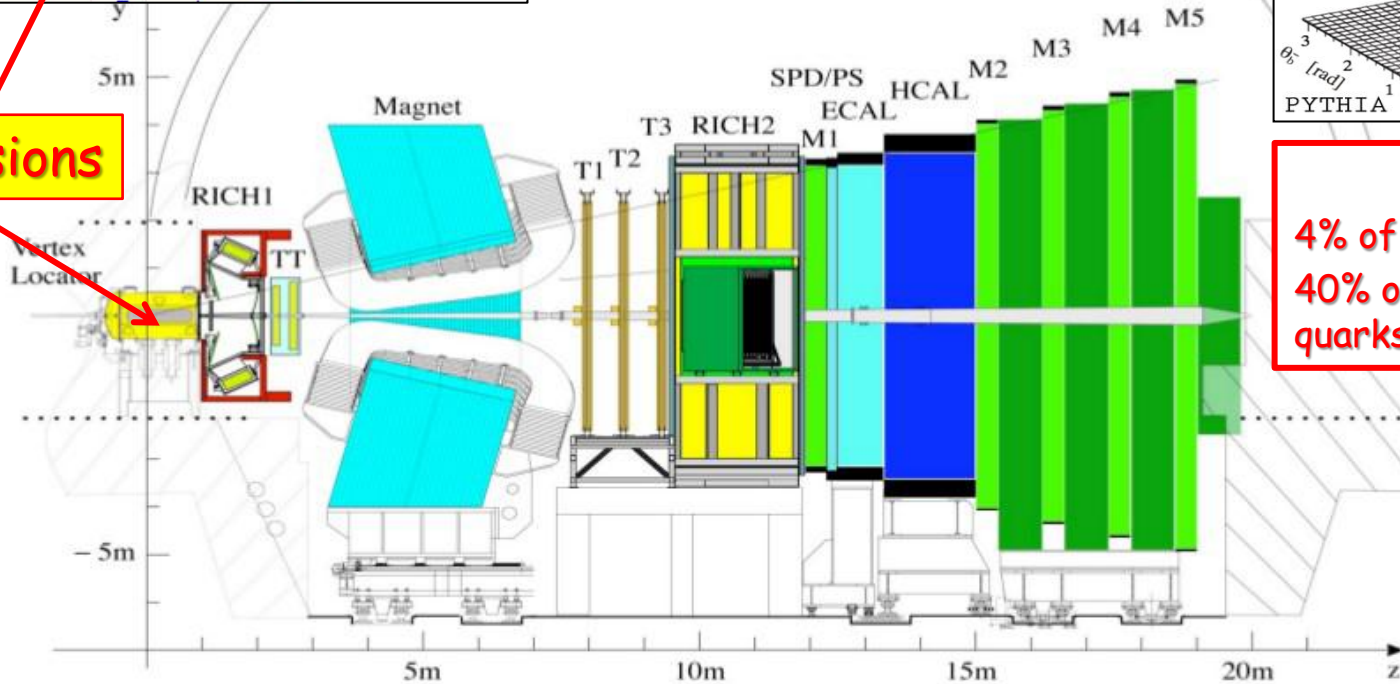 y
5m
Magnet
SPD/PS
ECAL
HCAL
M1
M2
M3
M4
M5
T1
T2
T3
RICH2
RICH1
TT
Vertex
Locator
sions
– 5m
5m
10m
15m
20m
z
3
2
1
θb̄ [rad]
PYTHIA
4% of
40% o
quarks